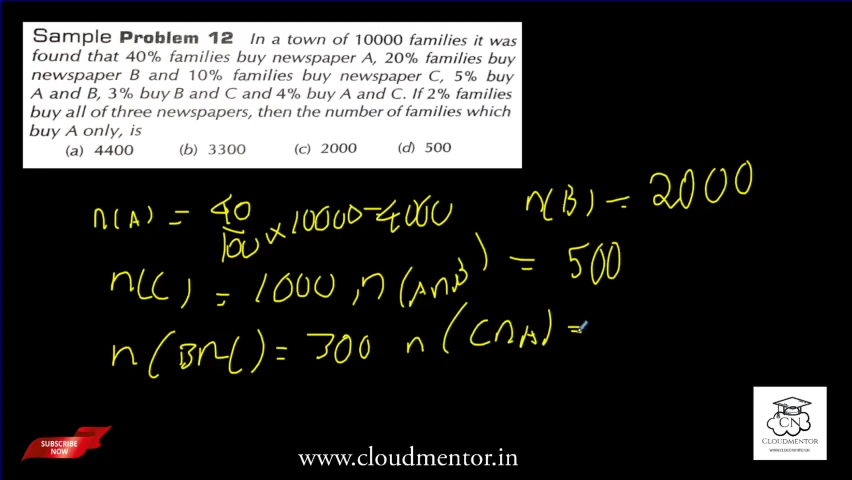 Sample Problem 12 In a town of 10000 families it was
found that 40% families buy newspaper A, 20% families buy
newspaper B and 10% families buy newspaper C, 5% buy
A and B, 3% buy B and C and 4% buy A and C. If 2% families
buy all of three newspapers, then the number of families which
buy A only, is
(a) 4400 (b) 3300 (c) 2000 (d) 500
n(A) = 40/100 × 10000 = 4000 n(B) = 2000
n(C) = 1000, n(A∩B) = 500
n(B∩C) = 300 n(C∩A) =
SUBSCRIBE
NOW
CN
CLOUDMENTOR
www.cloudmentor.in